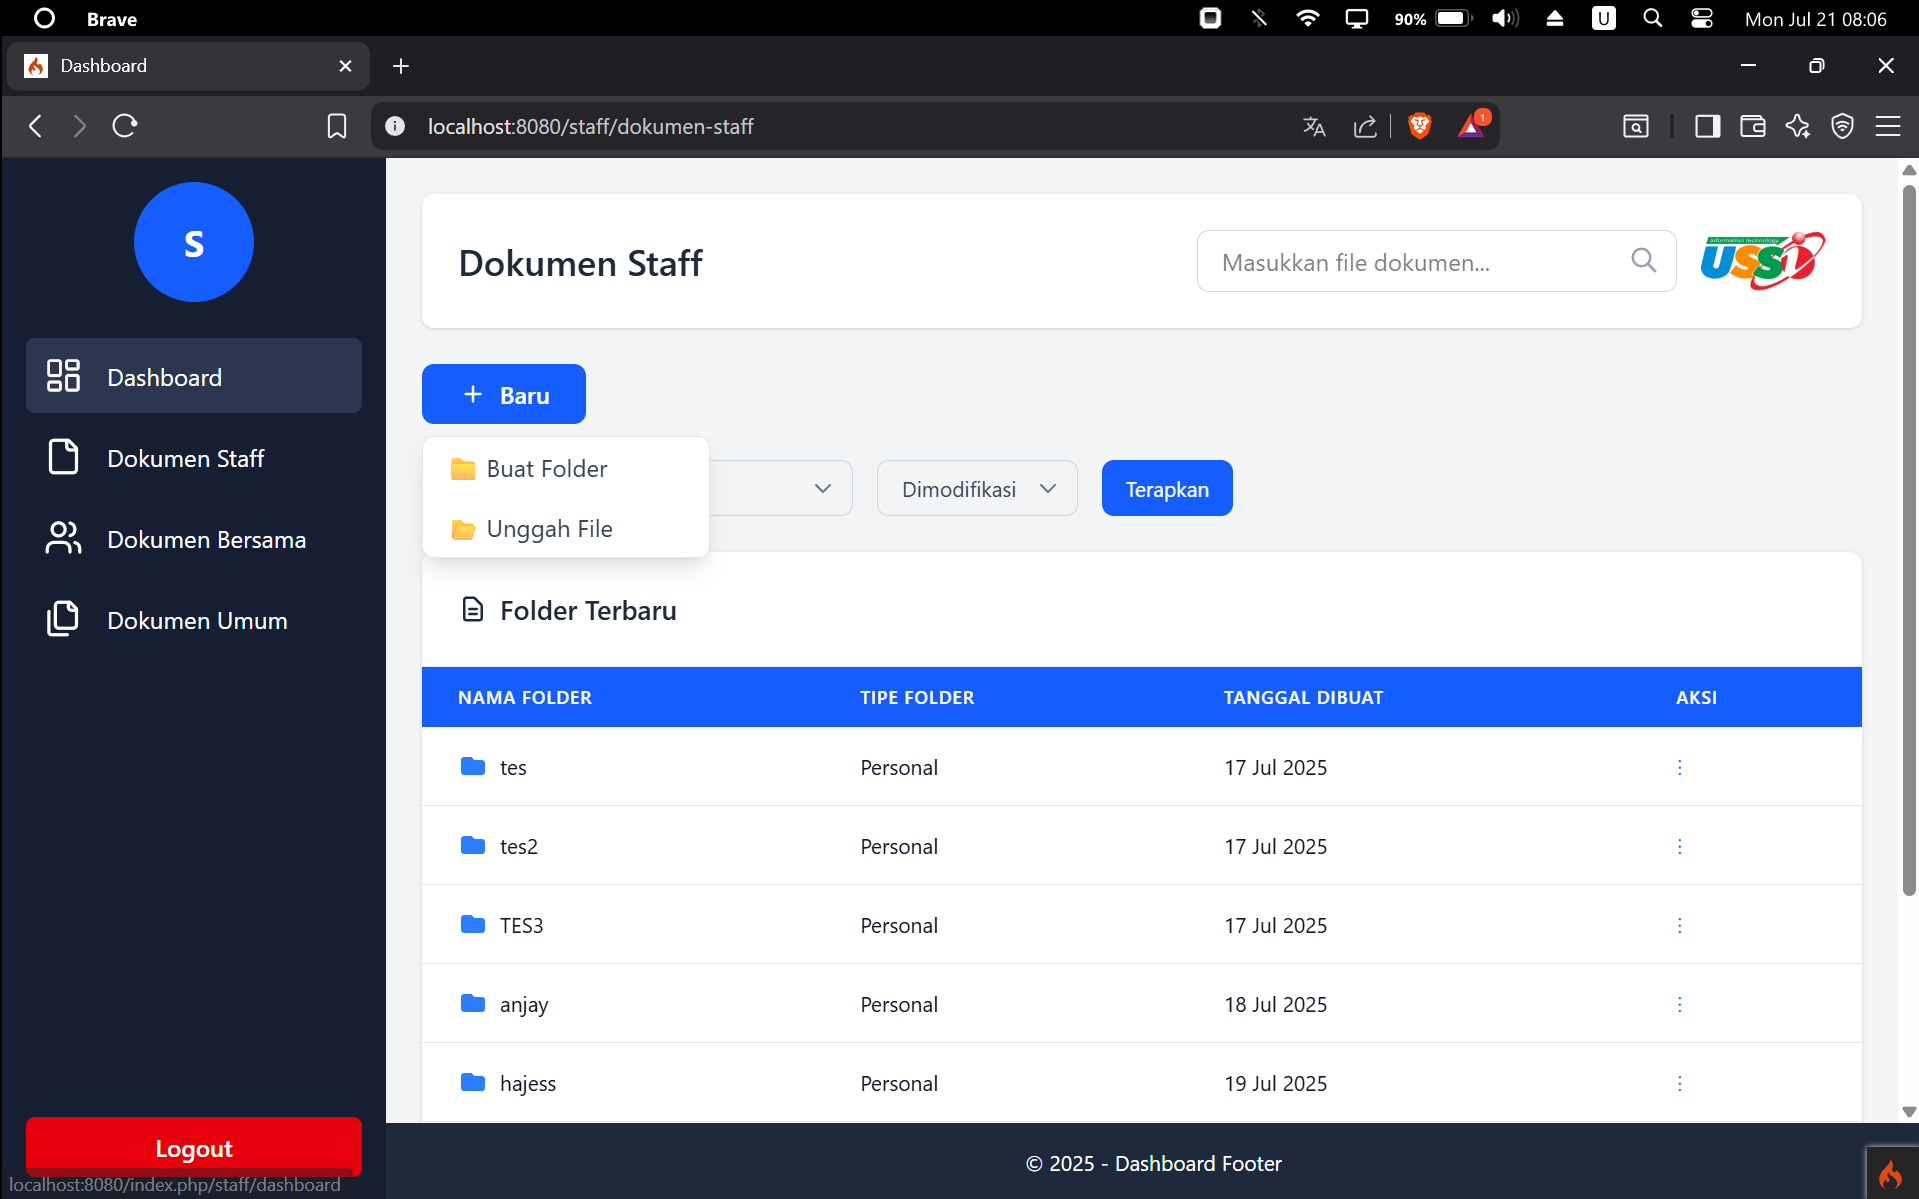 Brave
90%
U
Mon Jul 21 08:06
Dashboard
localhost:8080/staff/dokumen-staff
1
S
Dashboard
Dokumen Staff
Dokumen Bersama
Dokumen Umum
Logout
localhost:8080/index.php/staff/dashboard
Dokumen Staff
Masukkan file dokumen...
information technology
USSI
+ Baru
Buat Folder
Unggah File
Dimodifikasi
Terapkan
Folder Terbaru
NAMA FOLDER TIPE FOLDER TANGGAL DIBUAT AKSI
tes Personal 17 Jul 2025
tes2 Personal 17 Jul 2025
TES3 Personal 17 Jul 2025
anjay Personal 18 Jul 2025
hajess Personal 19 Jul 2025
© 2025 - Dashboard Footer